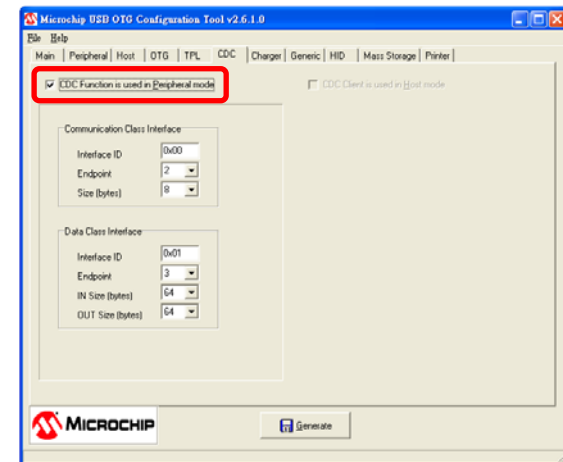 Microchip USB OTG Configuration Tool v2.6.1.0
File Help
Main Peripheral Host OTG TPL CDC Charger Generic HID Mass Storage Printer
CDC Function is used in Peripheral mode
CDC Client is used in Host mode
Communication Class Interface
Interface ID 0x00
Endpoint 2
Size (bytes) 8
Data Class Interface
Interface ID 0x01
Endpoint 3
IN Size (bytes) 64
OUT Size (bytes) 64
MICROCHIP
Generate